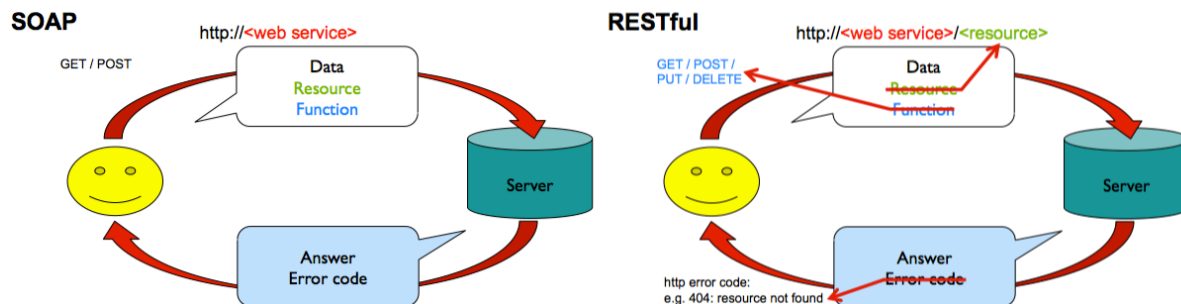 SOAP
http://<web service>
GET / POST
Data
Resource
Function
Server
Answer
Error code
RESTful
http://<web service>/<resource>
GET / POST /
PUT / DELETE
Data
Resource
Function
Server
Answer
Error code
http error code:
e.g. 404: resource not found